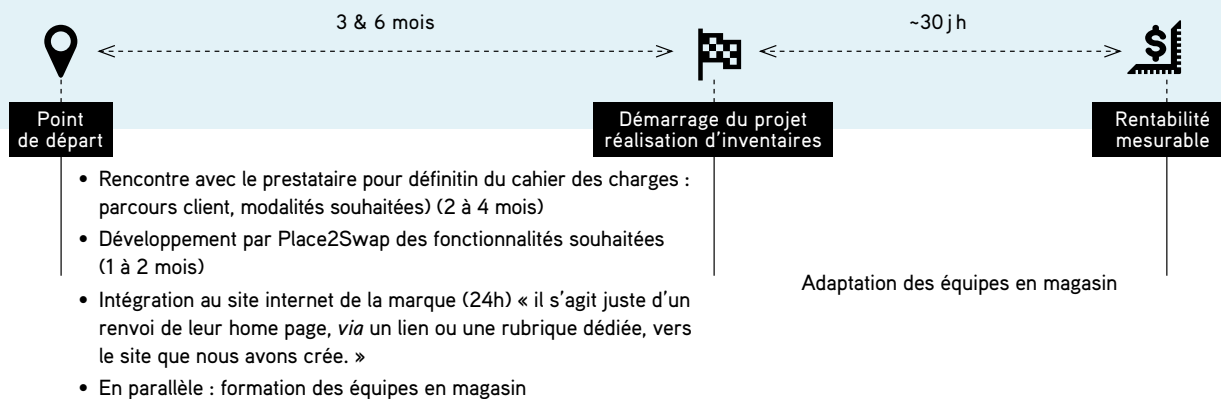 3 & 6 mois
~30 j h
$
Point
de départ
Démarrage du projet
réalisation d'inventaires
Rentabilité
mesurable
• Rencontre avec le prestataire pour définitin du cahier des charges :
parcours client, modalités souhaitées) (2 à 4 mois)
• Développement par Place2Swap des fonctionnalités souhaitées
(1 à 2 mois)
• Intégration au site internet de la marque (24h) « il s'agit juste d'un
renvoi de leur home page, via un lien ou une rubrique dédiée, vers
le site que nous avons crée. »
• En parallèle : formation des équipes en magasin
Adaptation des équipes en magasin